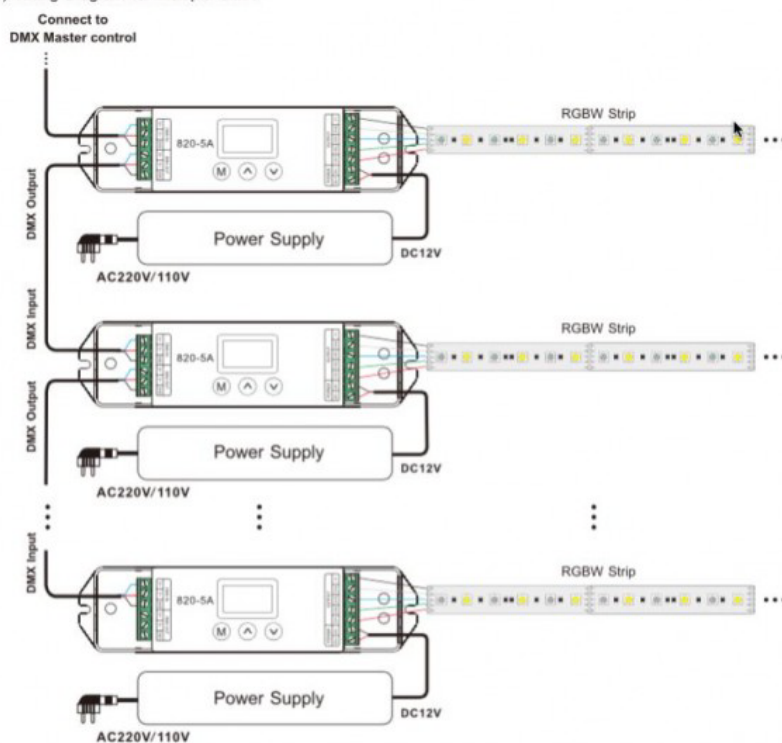 Connect to
DMX Master control
RGBW Strip
820-5A
M
DMX Output
Power Supply
DC12V
AC220V/110V
DMX Input
RGBW Strip
820-5A
M
DMX Output
Power Supply
DC12V
AC220V/110V
DMX Input
RGBW Strip
820-5A
M
Power Supply
DC12V
AC220V/110V